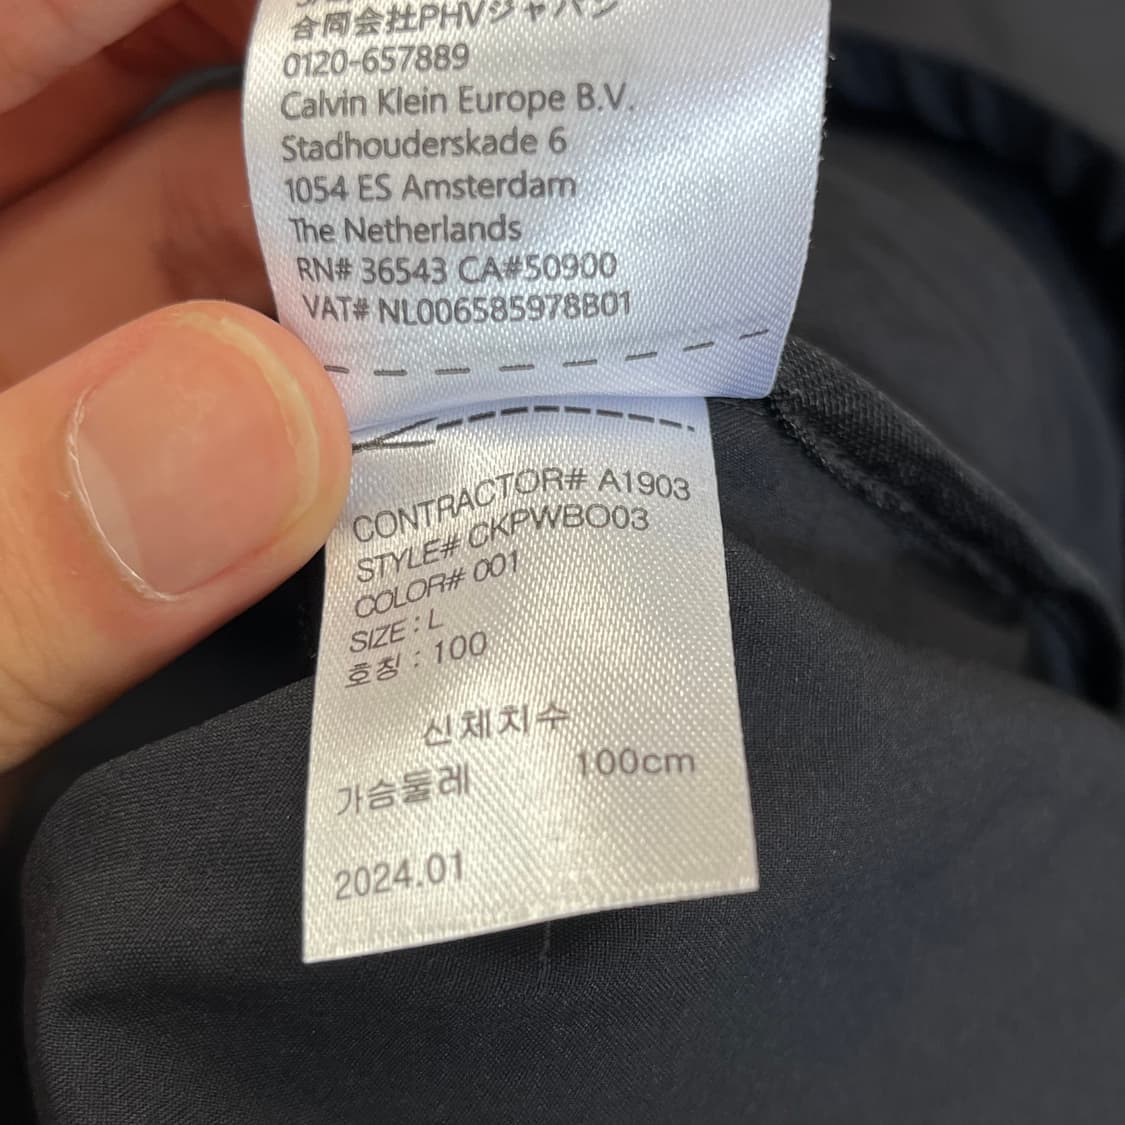 合同会社PHVジャパン
0120-657889
Calvin Klein Europe B.V.
Stadhouderskade 6
1054 ES Amsterdam
The Netherlands
RN# 36543 CA#50900
VAT# NL006585978B01
CONTRACTOR# A1903
STYLE# CKPWBO03
COLOR# 001
SIZE : L
호칭 : 100
신체치수
가슴둘레 100cm
2024.01